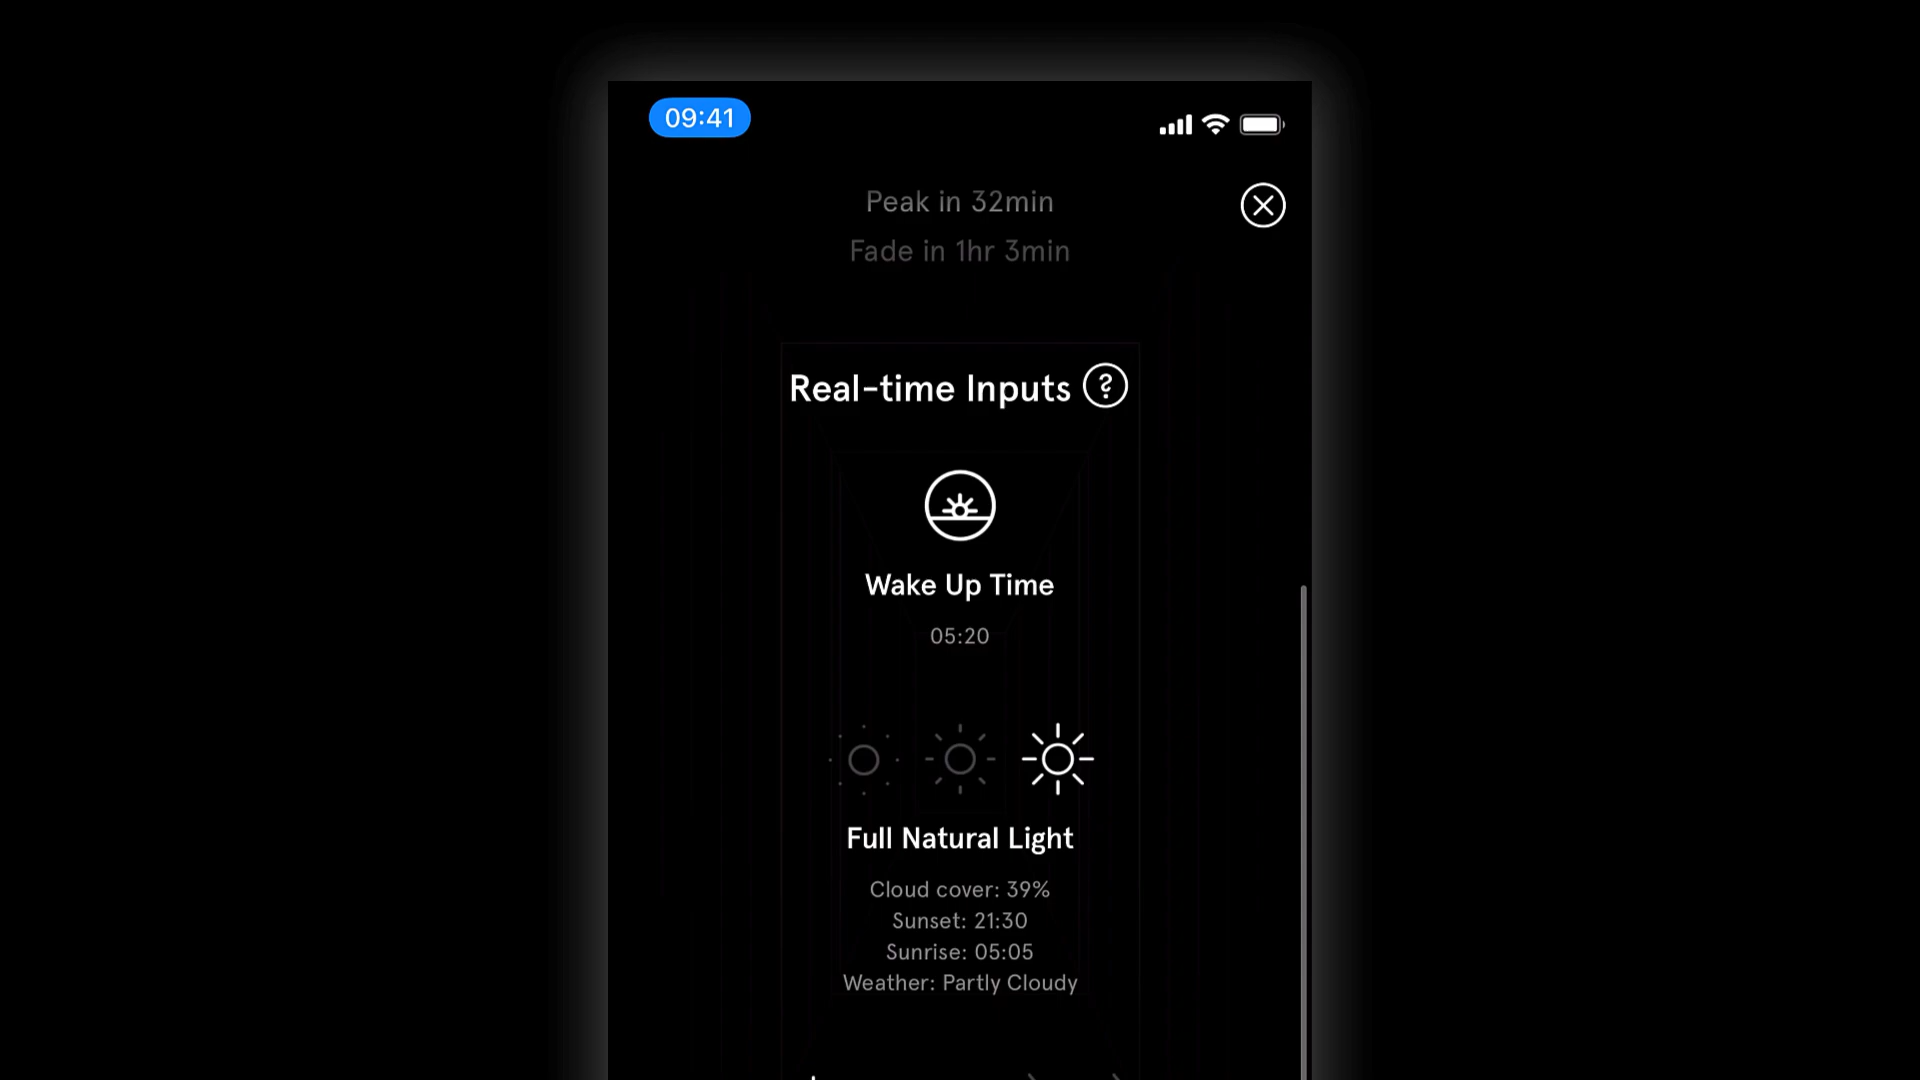 09:41
Peak in 32min
Fade in 1hr 3min
Real-time Inputs ?
Wake Up Time
05:20
Full Natural Light
Cloud cover: 39%
Sunset: 21:30
Sunrise: 05:05
Weather: Partly Cloudy